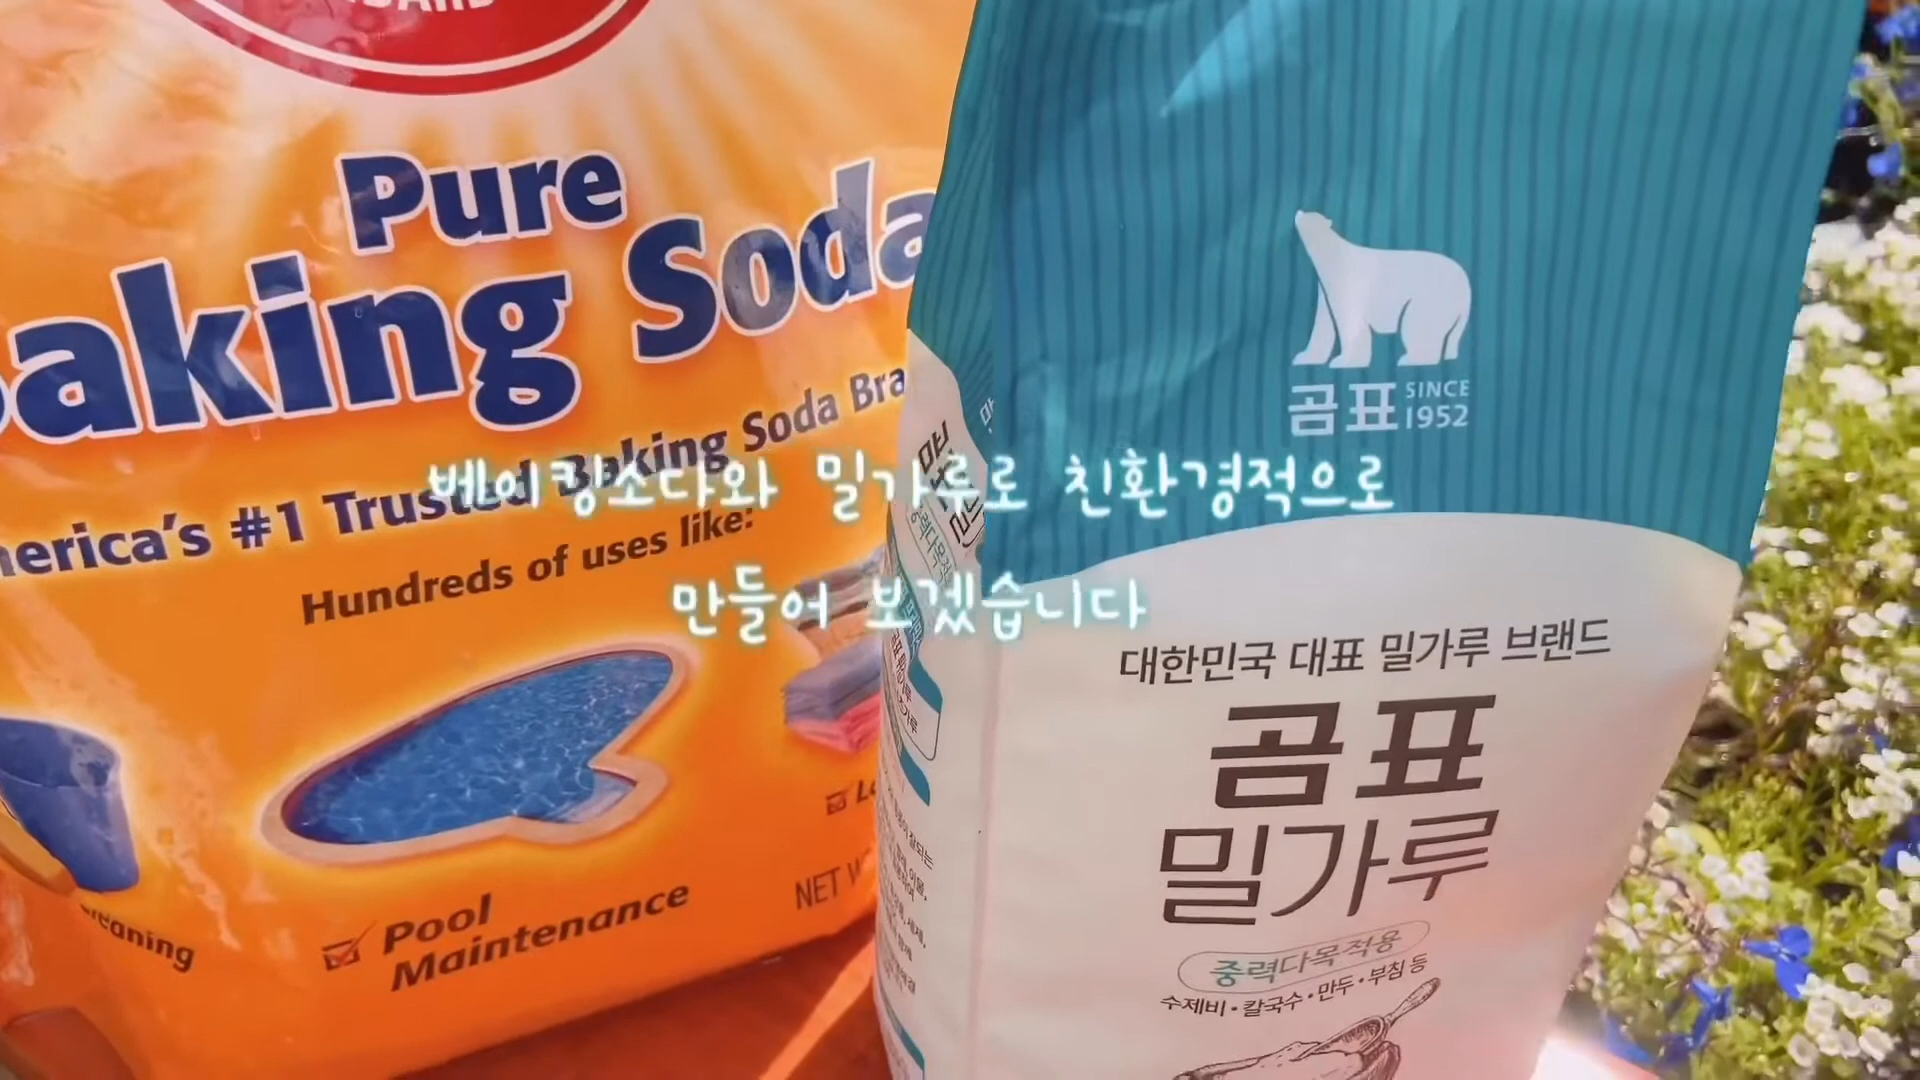 Pure
aking Soda
erica's #1 Trusted Baking Soda Bra
Hundreds of uses like:
Pool
Maintenance
eaning
NET W
곰표 SINCE 1952
베이킹소다와 밀가루로 친환경적으로
만들어 보겠습니다
대한민국 대표 밀가루 브랜드
곰표
밀가루
중력다목적용
수제비•칼국수•만두•부침 등